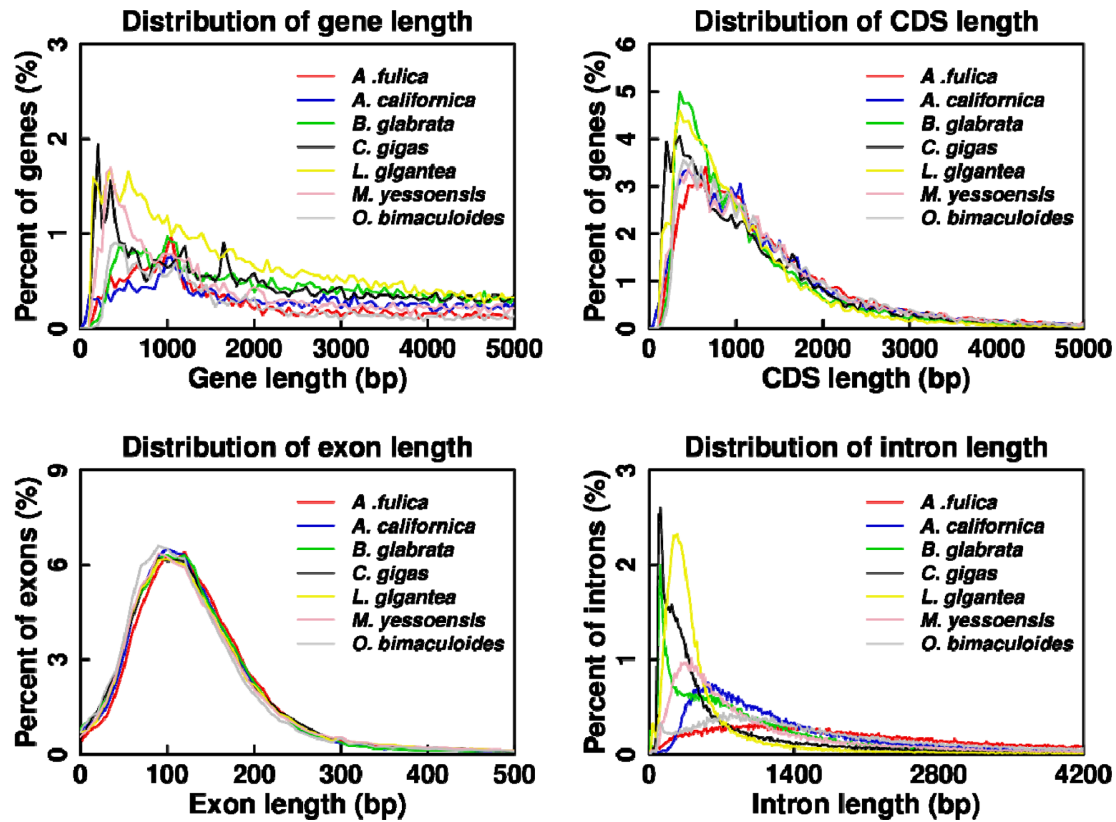 Distribution of gene length
Percent of genes (%)
3
2
1
0
A .fulica
A. californica
B. glabrata
C. gigas
L. gigantea
M. yessoensis
O. bimaculoides
0 1000 2000 3000 4000 5000
Gene length (bp)
Distribution of CDS length
Percent of genes (%)
6
5
4
3
2
1
0
A .fulica
A. californica
B. glabrata
C. gigas
L. gigantea
M. yessoensis
O. bimaculoides
0 1000 2000 3000 4000 5000
CDS length (bp)
Distribution of exon length
Percent of exons (%)
9
6
3
0
A .fulica
A. californica
B. glabrata
C. gigas
L. gigantea
M. yessoensis
O. bimaculoides
0 100 200 300 400 500
Exon length (bp)
Distribution of intron length
Percent of introns (%)
3
2
1
0
A .fulica
A. californica
B. glabrata
C. gigas
L. gigantea
M. yessoensis
O. bimaculoides
0 1400 2800 4200
Intron length (bp)